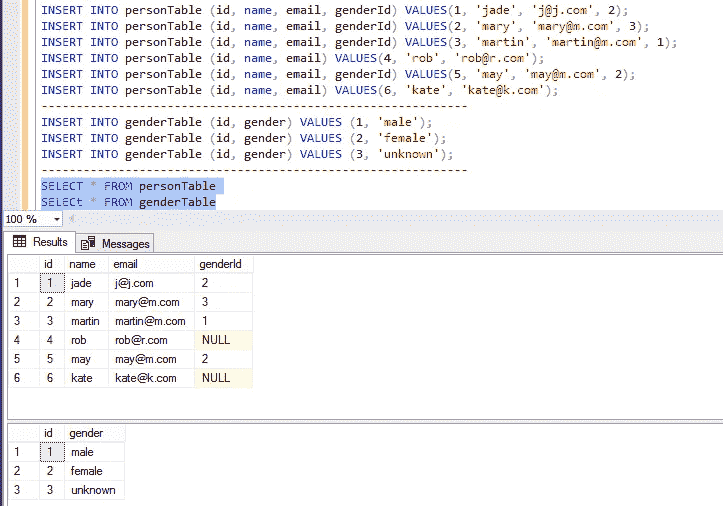 INSERT INTO personTable (id, name, email, genderId) VALUES(1, 'jade', 'j@j.com', 2);
INSERT INTO personTable (id, name, email, genderId) VALUES(2, 'mary', 'mary@m.com', 3);
INSERT INTO personTable (id, name, email, genderId) VALUES(3, 'martin', 'martin@m.com', 1);
INSERT INTO personTable (id, name, email) VALUES(4, 'rob', 'rob@r.com');
INSERT INTO personTable (id, name, email, genderId) VALUES(5, 'may', 'may@m.com', 2);
INSERT INTO personTable (id, name, email) VALUES(6, 'kate', 'kate@k.com');
----------------------------------------------------
INSERT INTO genderTable (id, gender) VALUES (1, 'male');
INSERT INTO genderTable (id, gender) VALUES (2, 'female');
INSERT INTO genderTable (id, gender) VALUES (3, 'unknown');
----------------------------------------------------
SELECT * FROM personTable
SELECt * FROM genderTable
100 %
Results Messages
id name email genderId
1 1 jade j@j.com 2
2 2 mary mary@m.com 3
3 3 martin martin@m.com 1
4 4 rob rob@r.com NULL
5 5 may may@m.com 2
6 6 kate kate@k.com NULL
id gender
1 1 male
2 2 female
3 3 unknown